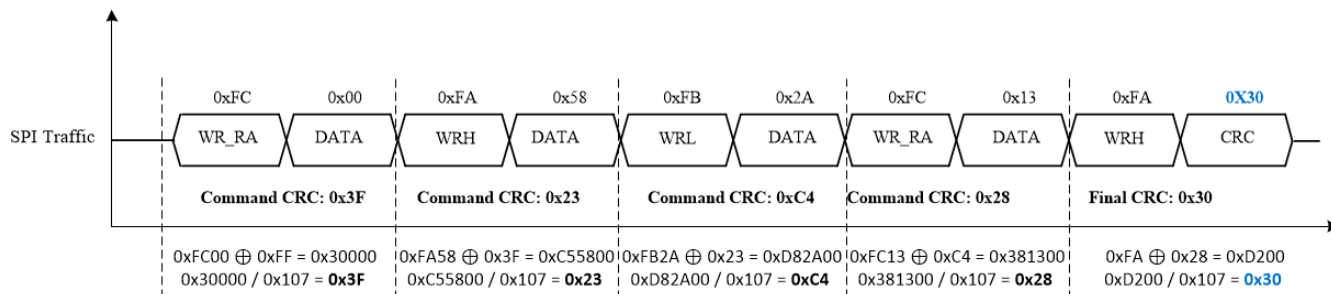 0xFC 0x00 0xFA 0x58 0xFB 0x2A 0xFC 0x13 0xFA 0X30
SPI Traffic WR_RA DATA WRH DATA WRL DATA WR_RA DATA WRH CRC
Command CRC: 0x3F Command CRC: 0x23 Command CRC: 0xC4 Command CRC: 0x28 Final CRC: 0x30
0xFC00 ⊕ 0xFF = 0x30000 0xFA58 ⊕ 0x3F = 0xC55800 0xFB2A ⊕ 0x23 = 0xD82A00 0xFC13 ⊕ 0xC4 = 0x381300 0xFA ⊕ 0x28 = 0xD200
0x30000 / 0x107 = 0x3F 0xC55800 / 0x107 = 0x23 0xD82A00 / 0x107 = 0xC4 0x381300 / 0x107 = 0x28 0xD200 / 0x107 = 0x30